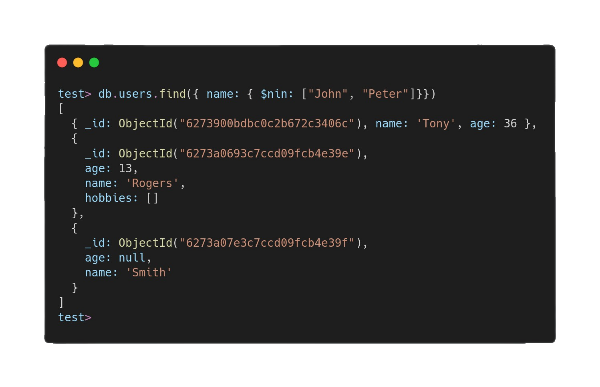 test> db.users.find({ name: { $nin: ["John", "Peter"]}})
[
  { _id: ObjectId("6273900bdbc0c2b672c3406c"), name: 'Tony', age: 36 },
  {
    _id: ObjectId("6273a0693c7ccd09fcb4e39e"),
    age: 13,
    name: 'Rogers',
    hobbies: []
  },
  {
    _id: ObjectId("6273a07e3c7ccd09fcb4e39f"),
    age: null,
    name: 'Smith'
  }
]
test>